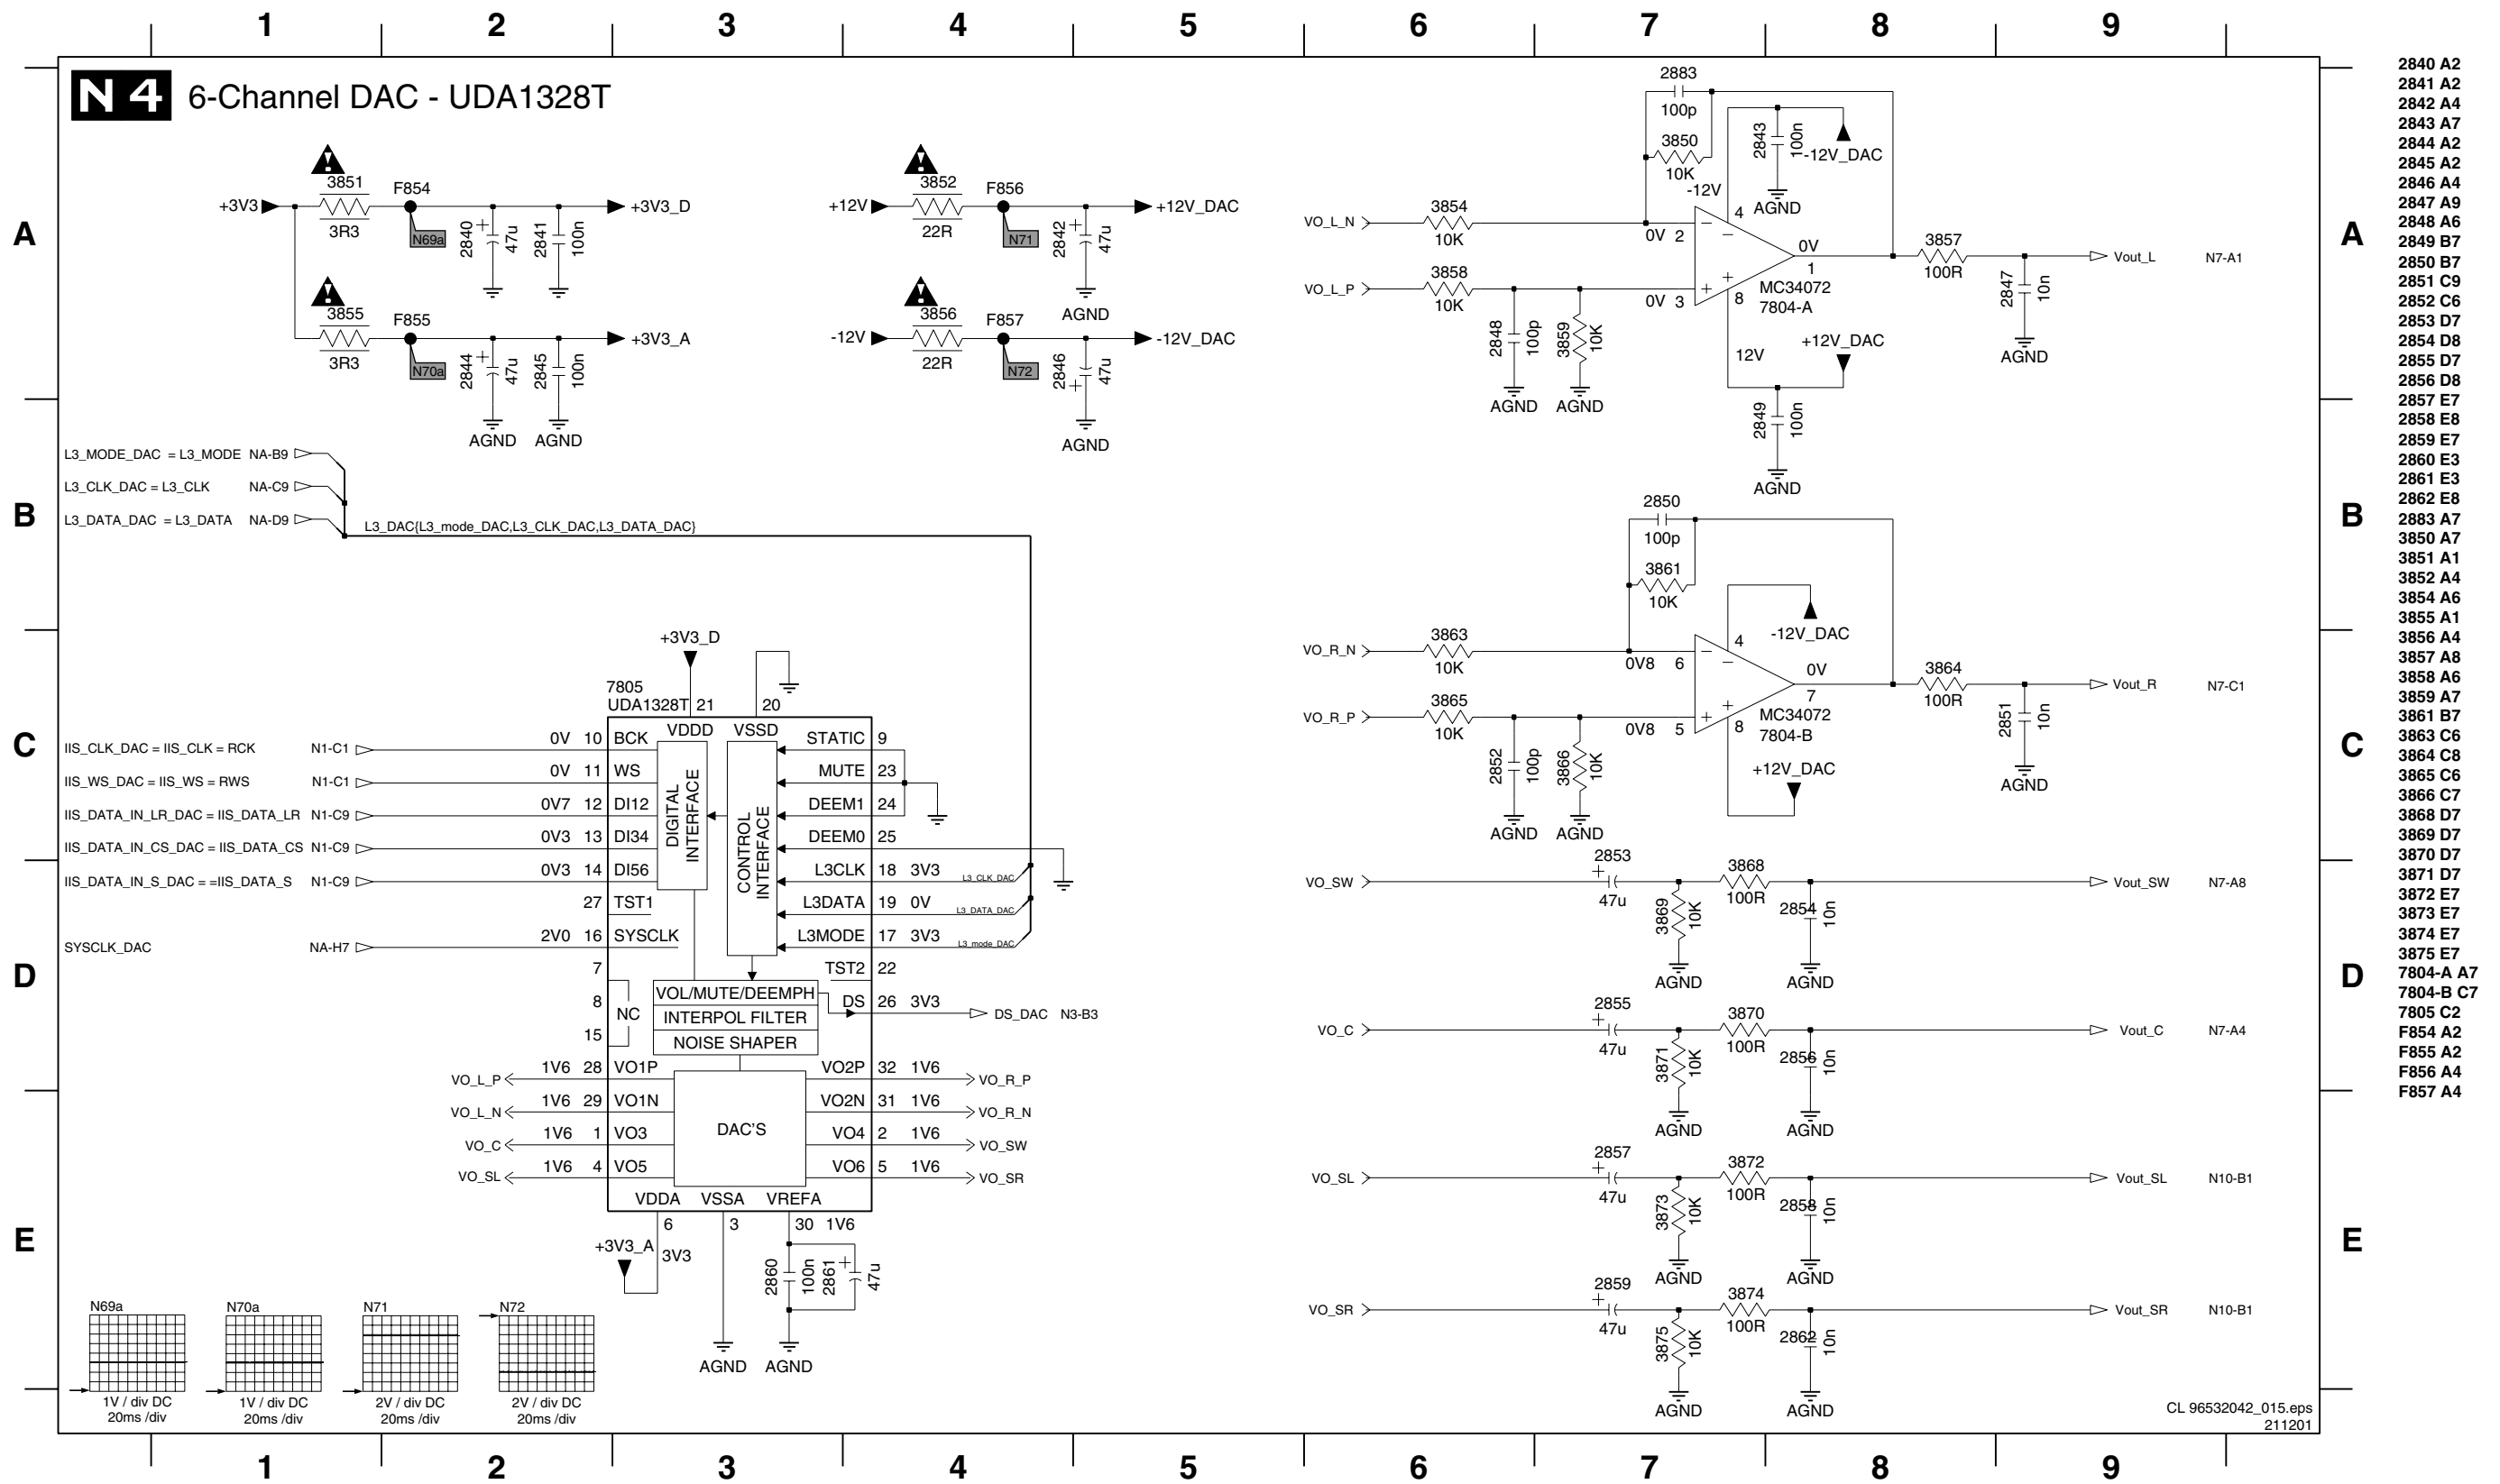 1 2 3 4 5 6 7 8 9
N 4 6-Channel DAC - UDA1328T
A
B
C
D
E
+3V3
3851
3R3
F854
N69a
2840
47u
2841
100n
+3V3_D
3855
3R3
F855
N70a
2844
47u
2845
100n
+3V3_A
AGND AGND
+12V
3852
22R
F856
N71
2842
47u
+12V_DAC
AGND
-12V
3856
22R
F857
N72
2846
47u
-12V_DAC
AGND
L3_MODE_DAC = L3_MODE NA-B9
L3_CLK_DAC = L3_CLK NA-C9
L3_DATA_DAC = L3_DATA NA-D9
L3_DAC{L3_mode_DAC,L3_CLK_DAC,L3_DATA_DAC}
+3V3_D
7805
UDA1328T 21 20
VDDD VSSD
IIS_CLK_DAC = IIS_CLK = RCK N1-C1 0V 10 BCK
IIS_WS_DAC = IIS_WS = RWS N1-C1 0V 11 WS
IIS_DATA_IN_LR_DAC = IIS_DATA_LR N1-C9 0V7 12 DI12
IIS_DATA_IN_CS_DAC = IIS_DATA_CS N1-C9 0V3 13 DI34
IIS_DATA_IN_S_DAC = =IIS_DATA_S N1-C9 0V3 14 DI56
27 TST1
SYSCLK_DAC NA-H7 2V0 16 SYSCLK
7
8
15
NC
DIGITAL
INTERFACE
CONTROL
INTERFACE
STATIC 9
MUTE 23
DEEM1 24
DEEM0 25
L3CLK 18 3V3 L3_CLK_DAC
L3DATA 19 0V L3_DATA_DAC
L3MODE 17 3V3 L3_mode_DAC
TST2 22
DS 26 3V3 DS_DAC N3-B3
VOL/MUTE/DEEMPH
INTERPOL FILTER
NOISE SHAPER
DAC'S
VO_L_P 1V6 28 VO1P
VO_L_N 1V6 29 VO1N
VO_C 1V6 1 VO3
VO_SL 1V6 4 VO5
VO2P 32 1V6 VO_R_P
VO2N 31 1V6 VO_R_N
VO4 2 1V6 VO_SW
VO6 5 1V6 VO_SR
VDDA VSSA VREFA
6 3 30 1V6
+3V3_A 3V3
2860
100n
2861
47u
AGND AGND
N69a
1V / div DC
20ms /div
N70a
1V / div DC
20ms /div
N71
2V / div DC
20ms /div
N72
2V / div DC
20ms /div
2883
100p
3850
10K
2843
100n
-12V_DAC
-12V
AGND
VO_L_N
3854
10K
VO_L_P
3858
10K
0V 2
0V 3
4
8
0V
1
MC34072
7804-A
2848
100p
3859
10K
AGND AGND
12V
+12V_DAC
2849
100n
AGND
3857
100R
2847
10n
AGND
Vout_L N7-A1
2850
100p
3861
10K
-12V_DAC
VO_R_N
3863
10K
VO_R_P
3865
10K
0V8 6
0V8 5
4
8
0V
7
MC34072
7804-B
2852
100p
3866
10K
AGND AGND
+12V_DAC
3864
100R
2851
10n
AGND
Vout_R N7-C1
VO_SW
2853
47u
3869
10K
3868
100R
2854
10n
AGND AGND
Vout_SW N7-A8
VO_C
2855
47u
3871
10K
3870
100R
2856
10n
AGND AGND
Vout_C N7-A4
VO_SL
2857
47u
3873
10K
3872
100R
2858
10n
AGND AGND
Vout_SL N10-B1
VO_SR
2859
47u
3875
10K
3874
100R
2862
10n
AGND AGND
Vout_SR N10-B1
CL 96532042_015.eps
211201
A
B
C
D
E
1 2 3 4 5 6 7 8 9
2840 A2
2841 A2
2842 A4
2843 A7
2844 A2
2845 A2
2846 A4
2847 A9
2848 A6
2849 B7
2850 B7
2851 C9
2852 C6
2853 D7
2854 D8
2855 D7
2856 D8
2857 E7
2858 E8
2859 E7
2860 E3
2861 E3
2862 E8
2883 A7
3850 A7
3851 A1
3852 A4
3854 A6
3855 A1
3856 A4
3857 A8
3858 A6
3859 A7
3861 B7
3863 C6
3864 C8
3865 C6
3866 C7
3868 D7
3869 D7
3870 D7
3871 D7
3872 E7
3873 E7
3874 E7
3875 E7
7804-A A7
7804-B C7
7805 C2
F854 A2
F855 A2
F856 A4
F857 A4